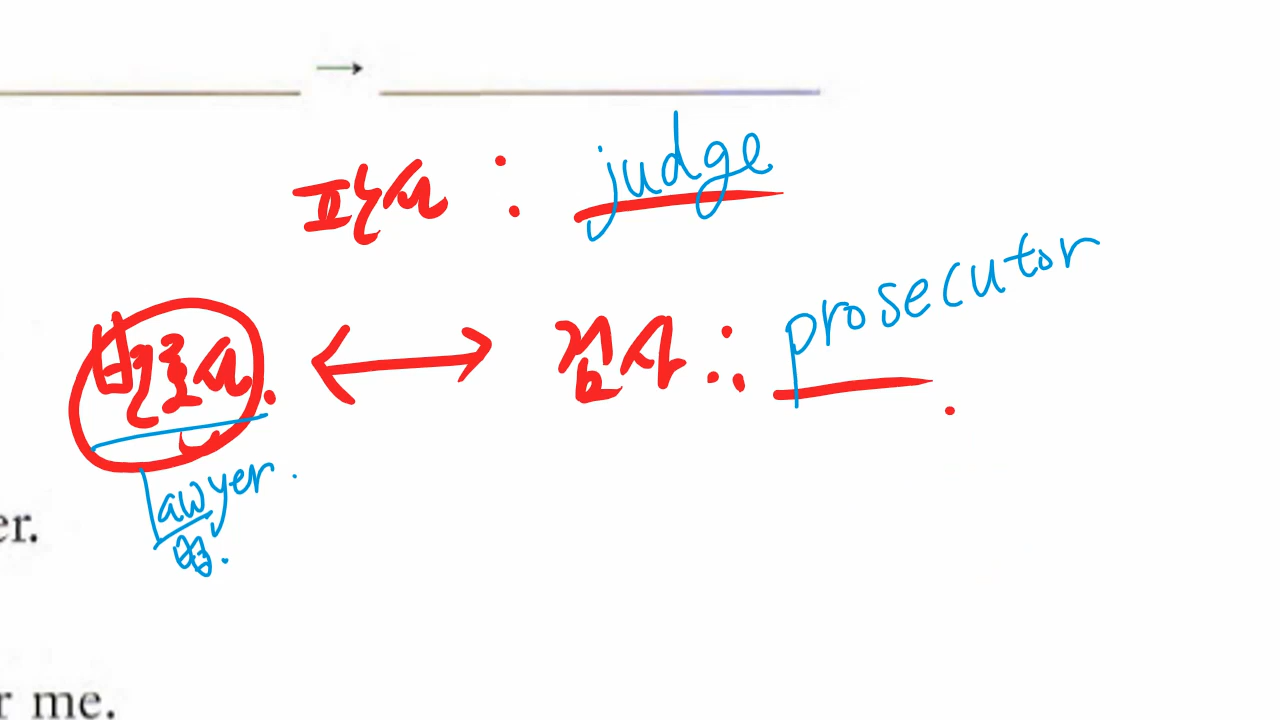 →
판사 : judge
변호사. ↔ 검사 : prosecutor
lawyer.
법.
er.
r me.